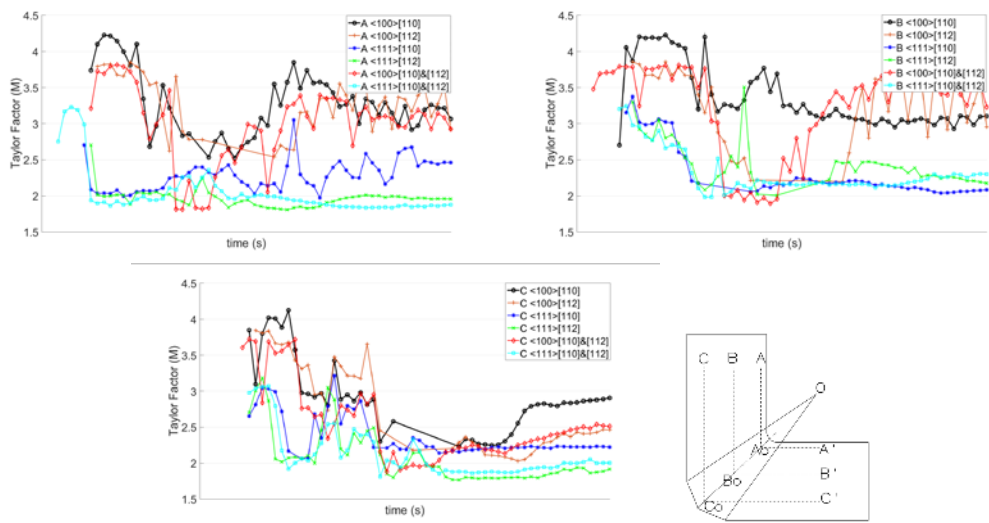 4.5
4
3.5
3
2.5
2
1.5
Taylor Factor (M)
time (s)
A <100>[110]
A <100>[112]
A <111>[110]
A <111>[112]
A <100>[110]&[112]
A <111>[110]&[112]
4.5
4
3.5
3
2.5
2
1.5
Taylor Factor (M)
time (s)
B <100>[110]
B <100>[112]
B <111>[110]
B <111>[112]
B <100>[110]&[112]
B <111>[110]&[112]
4.5
4
3.5
3
2.5
2
1.5
Taylor Factor (M)
time (s)
C <100>[110]
C <100>[112]
C <111>[110]
C <111>[112]
C <100>[110]&[112]
C <111>[110]&[112]
C B A
O
Ao A'
Bo B'
Co C'